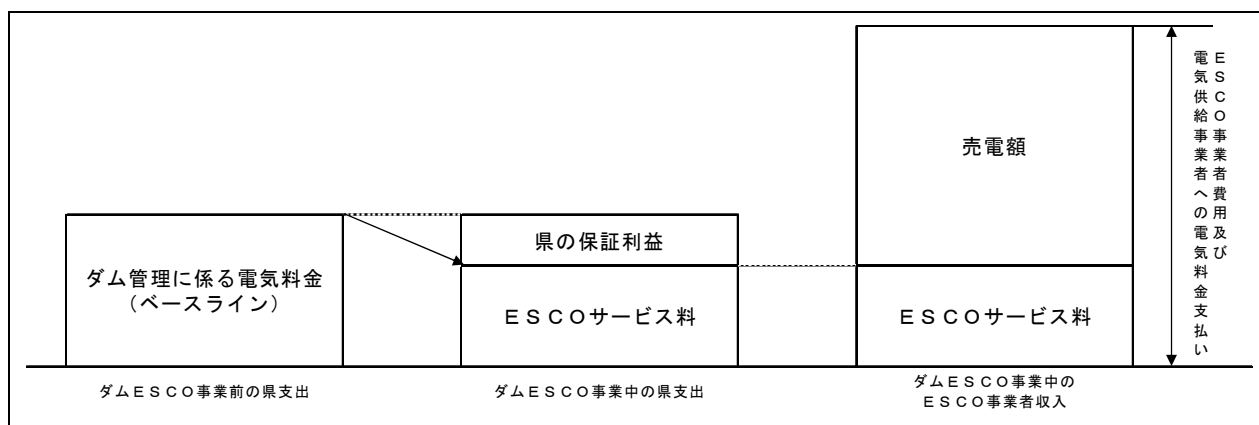 ダム管理に係る電気料金
（ベースライン）
県の保証利益
ＥＳＣＯサービス料
売電額
ＥＳＣＯサービス料
ＥＳＣＯ事業者費用及び
電気供給事業者への電気料金支払い
ダムＥＳＣＯ事業前の県支出
ダムＥＳＣＯ事業中の県支出
ダムＥＳＣＯ事業中の
ＥＳＣＯ事業者収入